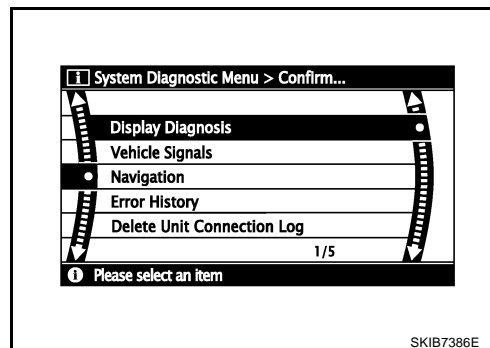 i System Diagnostic Menu > Confirm...
Display Diagnosis
Vehicle Signals
Navigation
Error History
Delete Unit Connection Log
1/5
i Please select an item
SKIB7386E